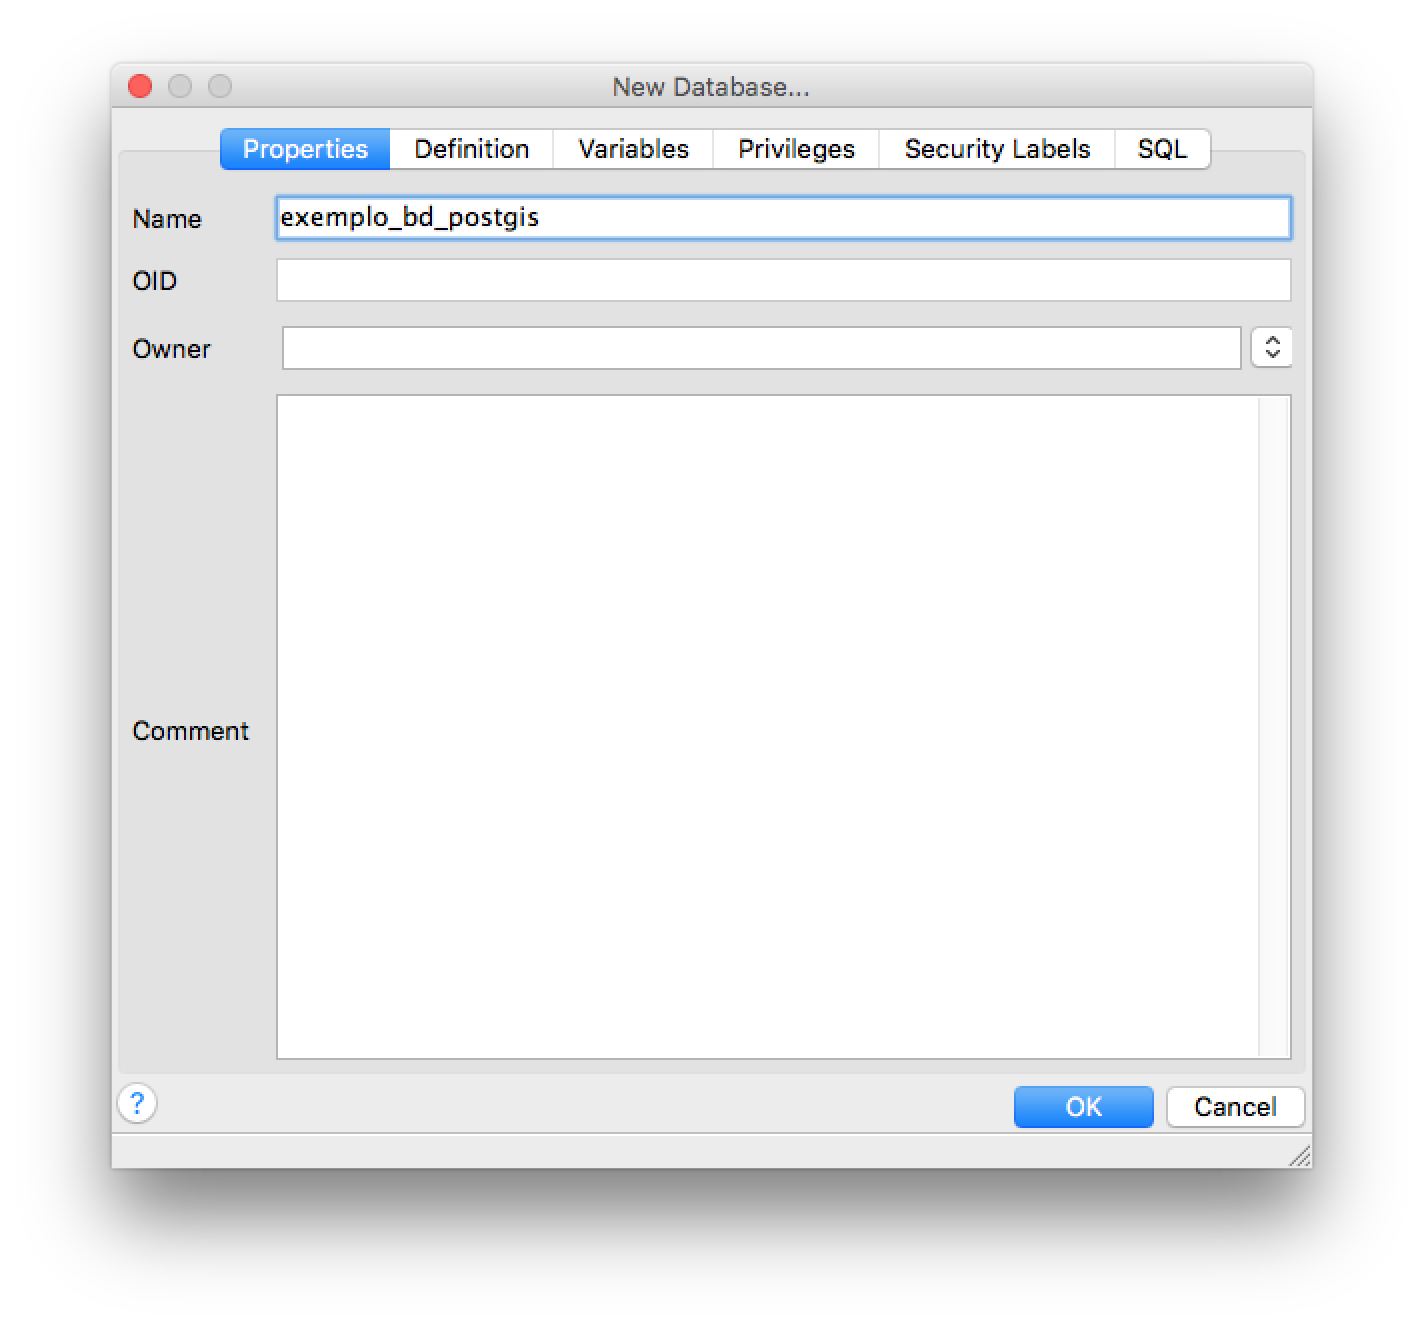 New Database...
Properties Definition Variables Privileges Security Labels SQL
Name exemplo_bd_postgis
OID
Owner
Comment
? OK Cancel